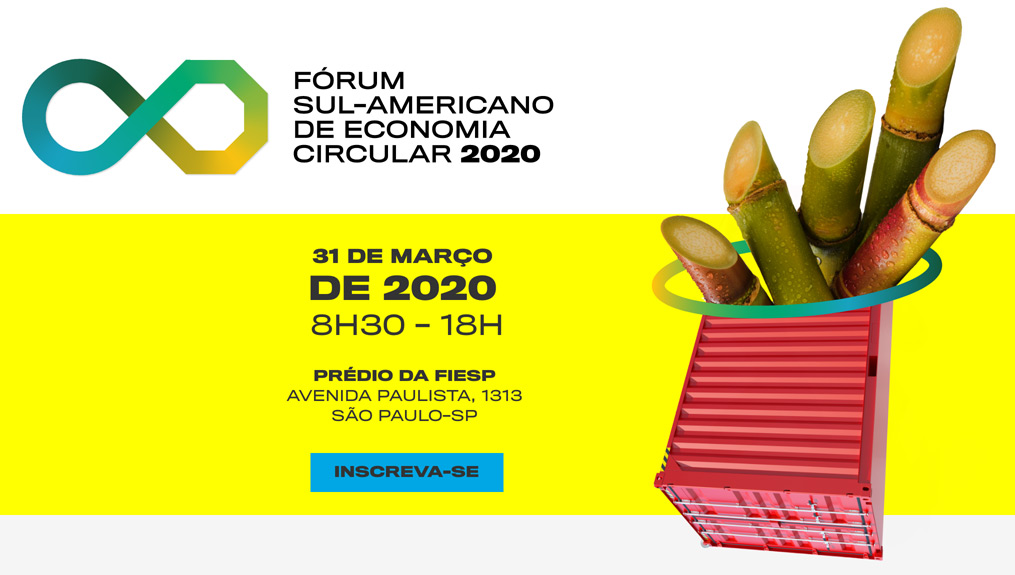 FÓRUM
SUL-AMERICANO
DE ECONOMIA
CIRCULAR 2020
31 DE MARÇO
DE 2020
8H30 - 18H
PRÉDIO DA FIESP
AVENIDA PAULISTA, 1313
SÃO PAULO-SP
INSCREVA-SE